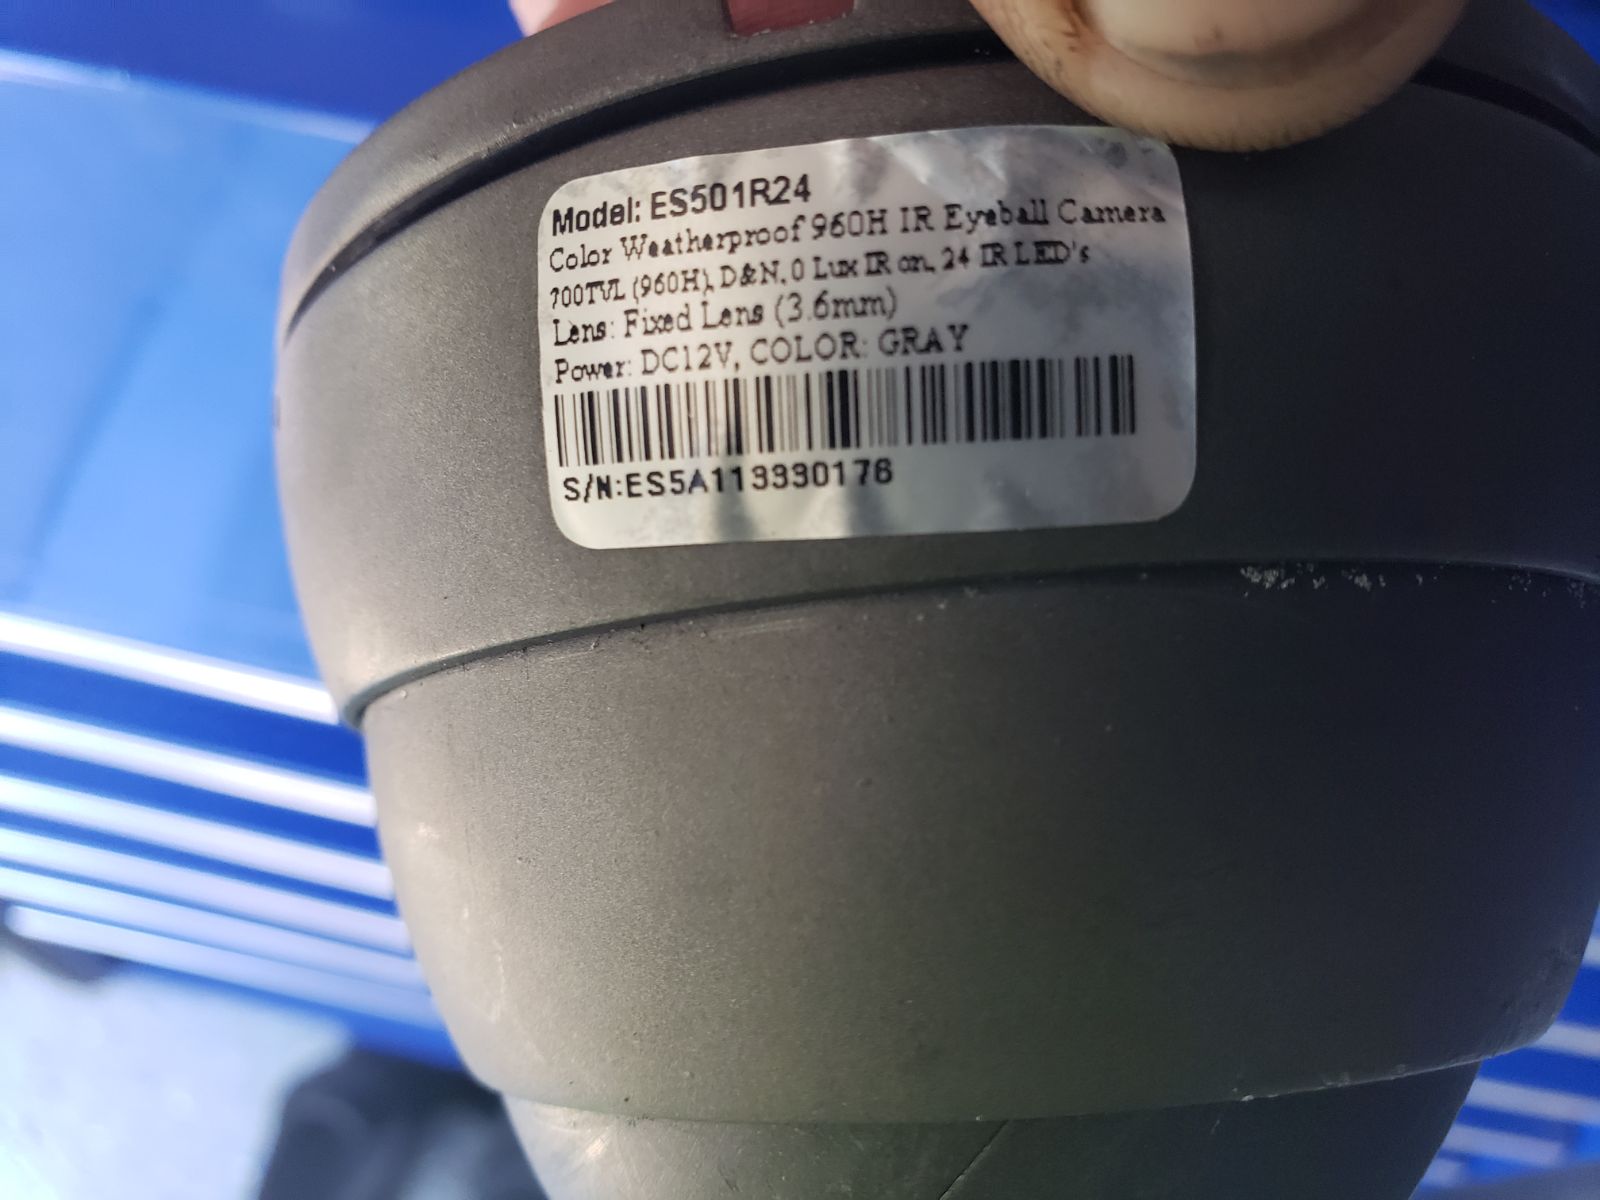 Model: ES501R24
Color Weatherproof 960H IR Eyeball Camera
700TVL (960H), D&N, 0 Lux IR on, 24 IR LED's
Lens: Fixed Lens (3.6mm)
Power: DC12V, COLOR: GRAY
S/N:ES5A113330176